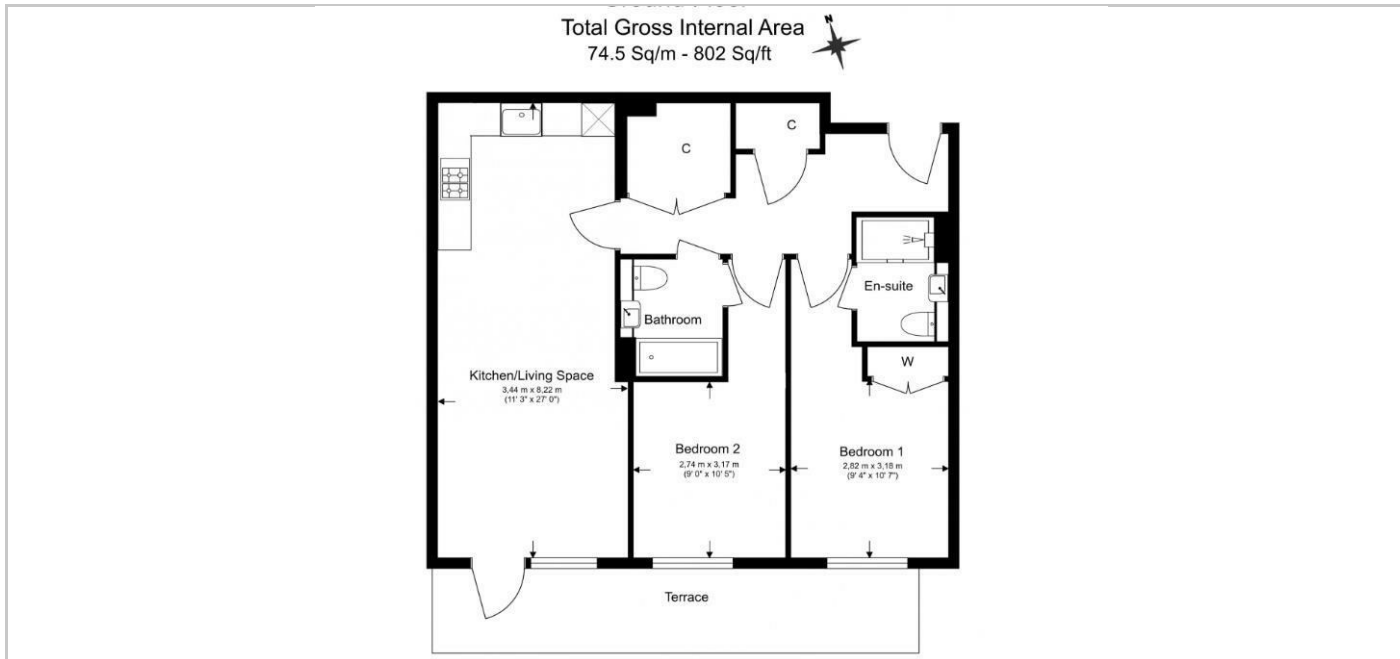 Total Gross Internal Area
74.5 Sq/m - 802 Sq/ft
N
C
C
En-suite
Bathroom
W
Kitchen/Living Space
3,44 m x 8,22 m
(11' 3" x 27' 0")
Bedroom 2
2,74 m x 3,17 m
(9' 0" x 10' 5")
Bedroom 1
2,82 m x 3,18 m
(9' 4" x 10' 7")
Terrace